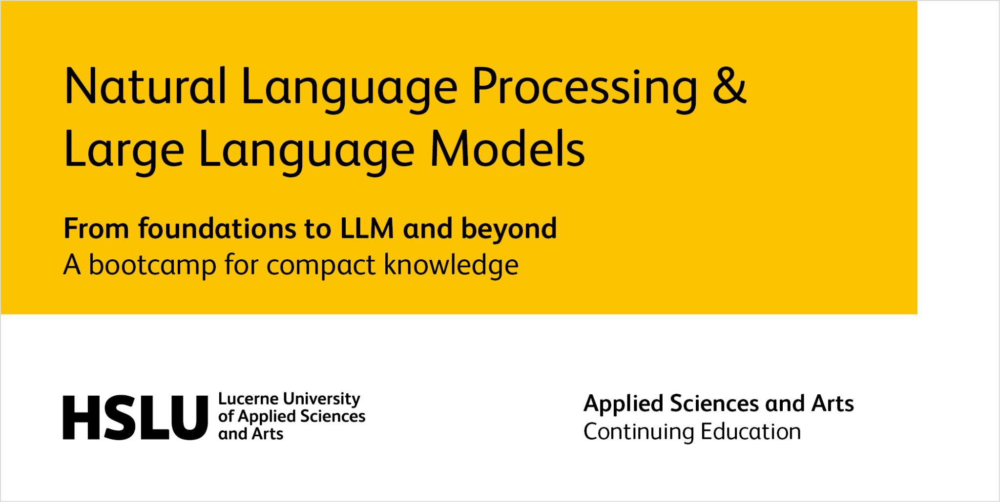 Natural Language Processing &
Large Language Models
From foundations to LLM and beyond
A bootcamp for compact knowledge
HSLU
Lucerne University
of Applied Sciences
and Arts
Applied Sciences and Arts
Continuing Education